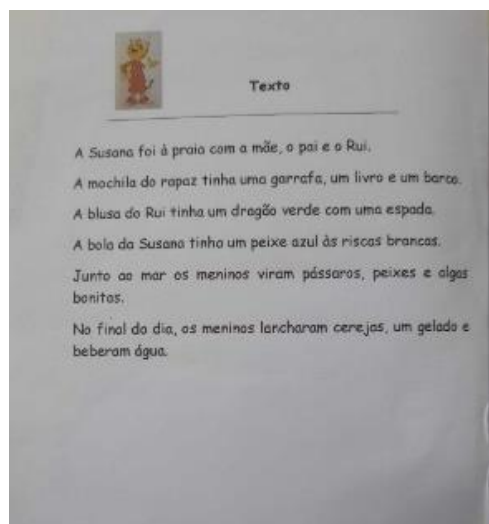 Texto
A Susana foi à praia com a mãe, o pai e o Rui.
A mochila do rapaz tinha uma garrafa, um livro e um barco.
A blusa do Rui tinha um dragão verde com uma espada.
A bola da Susana tinha um peixe azul às riscas brancas.
Junto ao mar os meninos viram pássaros, peixes e algas
bonitas.
No final do dia, os meninos lancharam cerejas, um gelado e
beberam água.